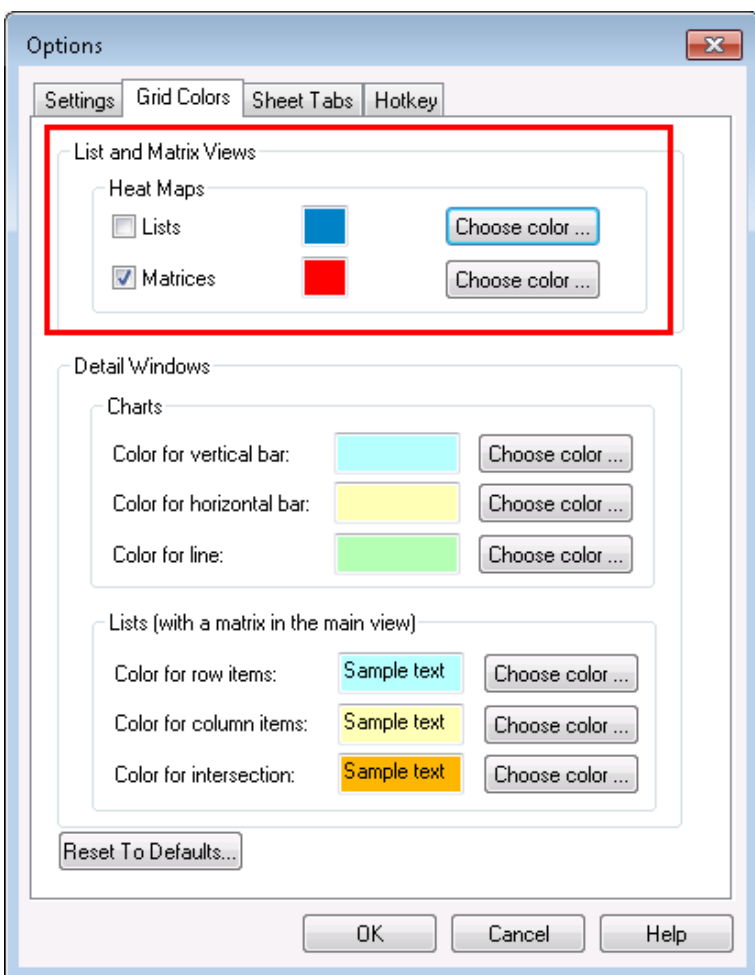 Options
Settings Grid Colors Sheet Tabs Hotkey
List and Matrix Views
Heat Maps
Lists Choose color ...
Matrices Choose color ...
Detail Windows
Charts
Color for vertical bar: Choose color ...
Color for horizontal bar: Choose color ...
Color for line: Choose color ...
Lists (with a matrix in the main view)
Color for row items: Sample text Choose color ...
Color for column items: Sample text Choose color ...
Color for intersection: Sample text Choose color ...
Reset To Defaults...
OK Cancel Help